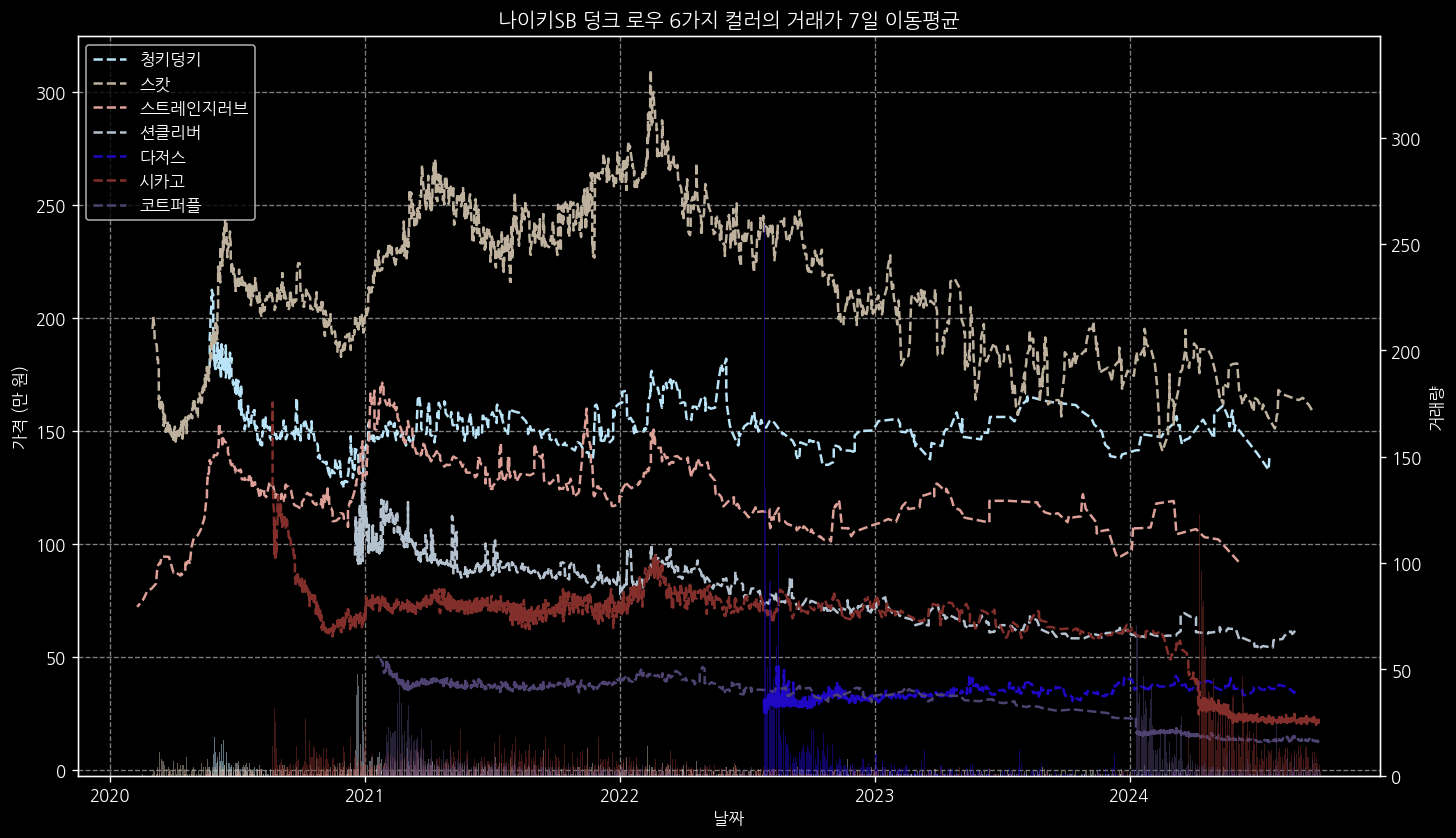 나이키SB 덩크 로우 6가지 컬러의 거래가 7일 이동평균
청키덩키
스캇
스트레인지러브
션클리버
다저스
시카고
코트퍼플
가격 (만 원)
300
250
200
150
100
50
0
거래량
300
250
200
150
100
50
0
2020
2021
2022
2023
2024
날짜